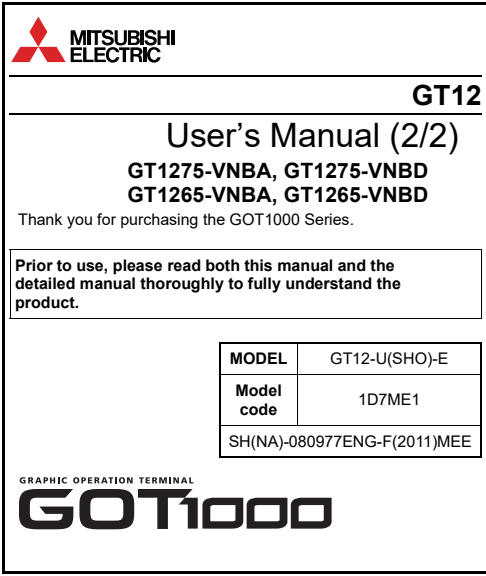 MITSUBISHI
ELECTRIC
GT12
User's Manual (2/2)
GT1275-VNBA, GT1275-VNBD
GT1265-VNBA, GT1265-VNBD
Thank you for purchasing the GOT1000 Series.
Prior to use, please read both this manual and the
detailed manual thoroughly to fully understand the
product.
MODEL GT12-U(SHO)-E
Model
code 1D7ME1
SH(NA)-080977ENG-F(2011)MEE
GRAPHIC OPERATION TERMINAL
GOT1000